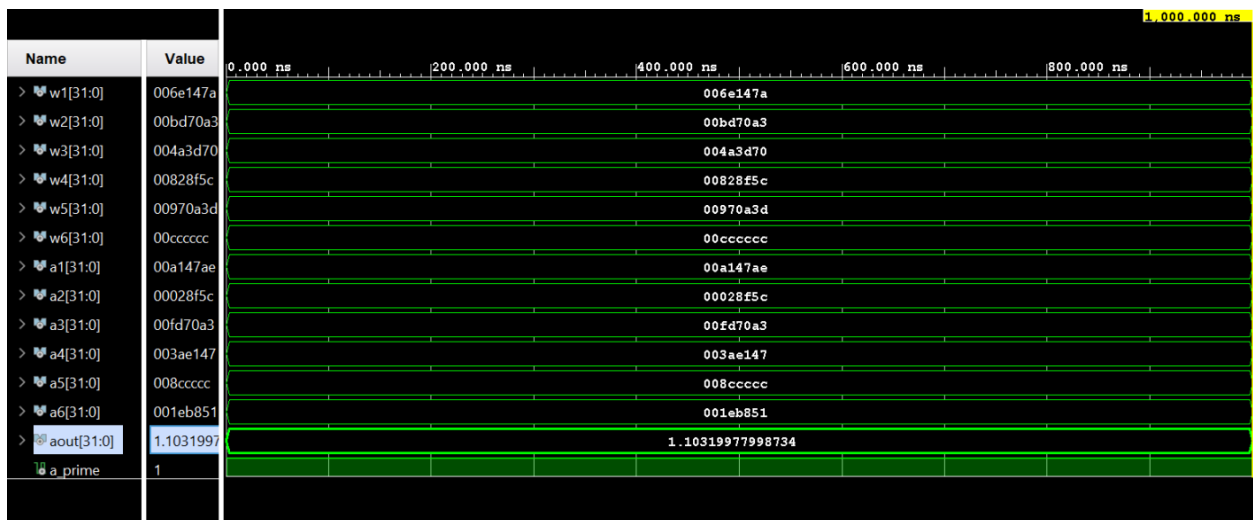 1,000.000 ns
Name Value 0.000 ns 200.000 ns 400.000 ns 600.000 ns 800.000 ns
w1[31:0] 006e147a 006e147a
w2[31:0] 00bd70a3 00bd70a3
w3[31:0] 004a3d70 004a3d70
w4[31:0] 00828f5c 00828f5c
w5[31:0] 00970a3d 00970a3d
w6[31:0] 00cccccc 00cccccc
a1[31:0] 00a147ae 00a147ae
a2[31:0] 00028f5c 00028f5c
a3[31:0] 00fd70a3 00fd70a3
a4[31:0] 003ae147 003ae147
a5[31:0] 008ccccc 008ccccc
a6[31:0] 001eb851 001eb851
aout[31:0] 1.1031997 1.10319977998734
a_prime 1